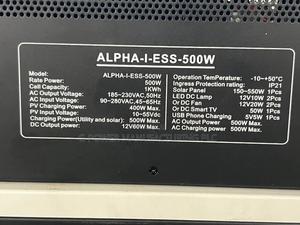 ALPHA-I-ESS-500W
Model: ALPHA-I-ESS-500W
Rate Power: 500W
Call Capacity: 1KWh
AC Output Voltage: 185-230VAC,50Hz
AC Input Voltage: 90-280VAC,45-65Hz
PV Charging Power: 400W Max.
PV Input Voltage: 10-55Vdc
Charging Power(Utility and solar): 500W Max.
DC Output power: 12V60W Max.
Operation TemPerature: -10~+50°C
Ingress Protection rating: IP21
Solar Panel 150-550W 1Pcs
LED DC Lamp 12V10W 2Pcs
Or DC Fan 12V20W 2Pcs
Or DC Smart TV 50W 1Pcs
USB Phone Charging 5V5W 1Pcs
AC Charging Power 500W Max.
AC Output power 500W Max.